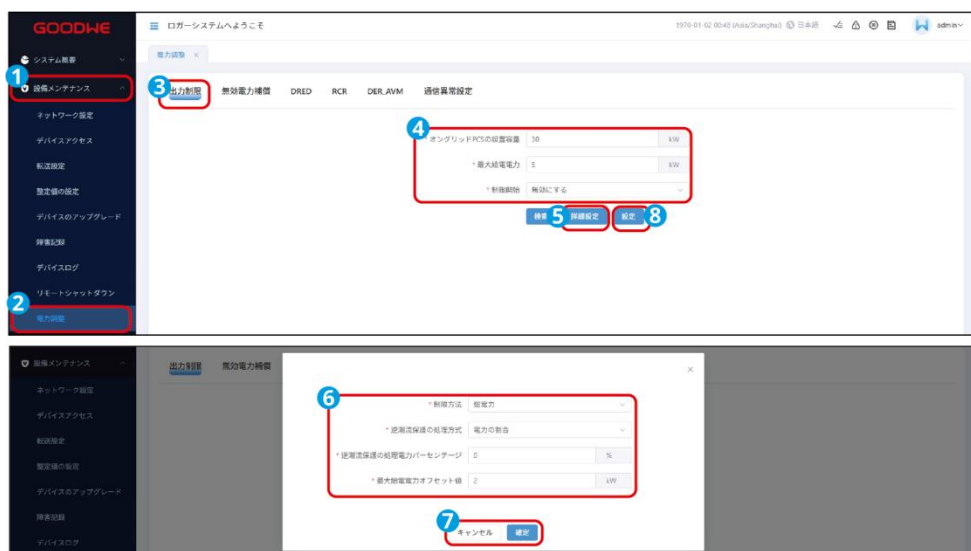 GOODWE
ロガーシステムへようこそ
1970-01-02 00:48 (Asia/Shanghai) 日本語
admin
システム概要
電力調整 ×
1
設備メンテナンス
3
出力制限 無効電力補償 DRED RCR DER_AVM 通信異常設定
ネットワーク設定
4
* オングリッドPCSの設置容量 50 kW
デバイスアクセス
* 最大給電電力 5 kW
転送設定
* 制限開始 無効にする
整定値の設定
検索 5 詳細設定 設定 8
デバイスのアップグレード
障害記録
デバイスログ
リモートシャットダウン
2
電力調整
設備メンテナンス
出力制限 無効電力補償
×
ネットワーク設定
6
* 制限方法 総電力
デバイスアクセス
* 逆潮流保護の処理方式 電力の割合
転送設定
* 逆潮流保護の処理電力パーセンテージ 0 %
整定値の設定
* 最大給電電力オフセット値 2 kW
デバイスのアップグレード
障害記録
7
キャンセル 確定
デバイスログ